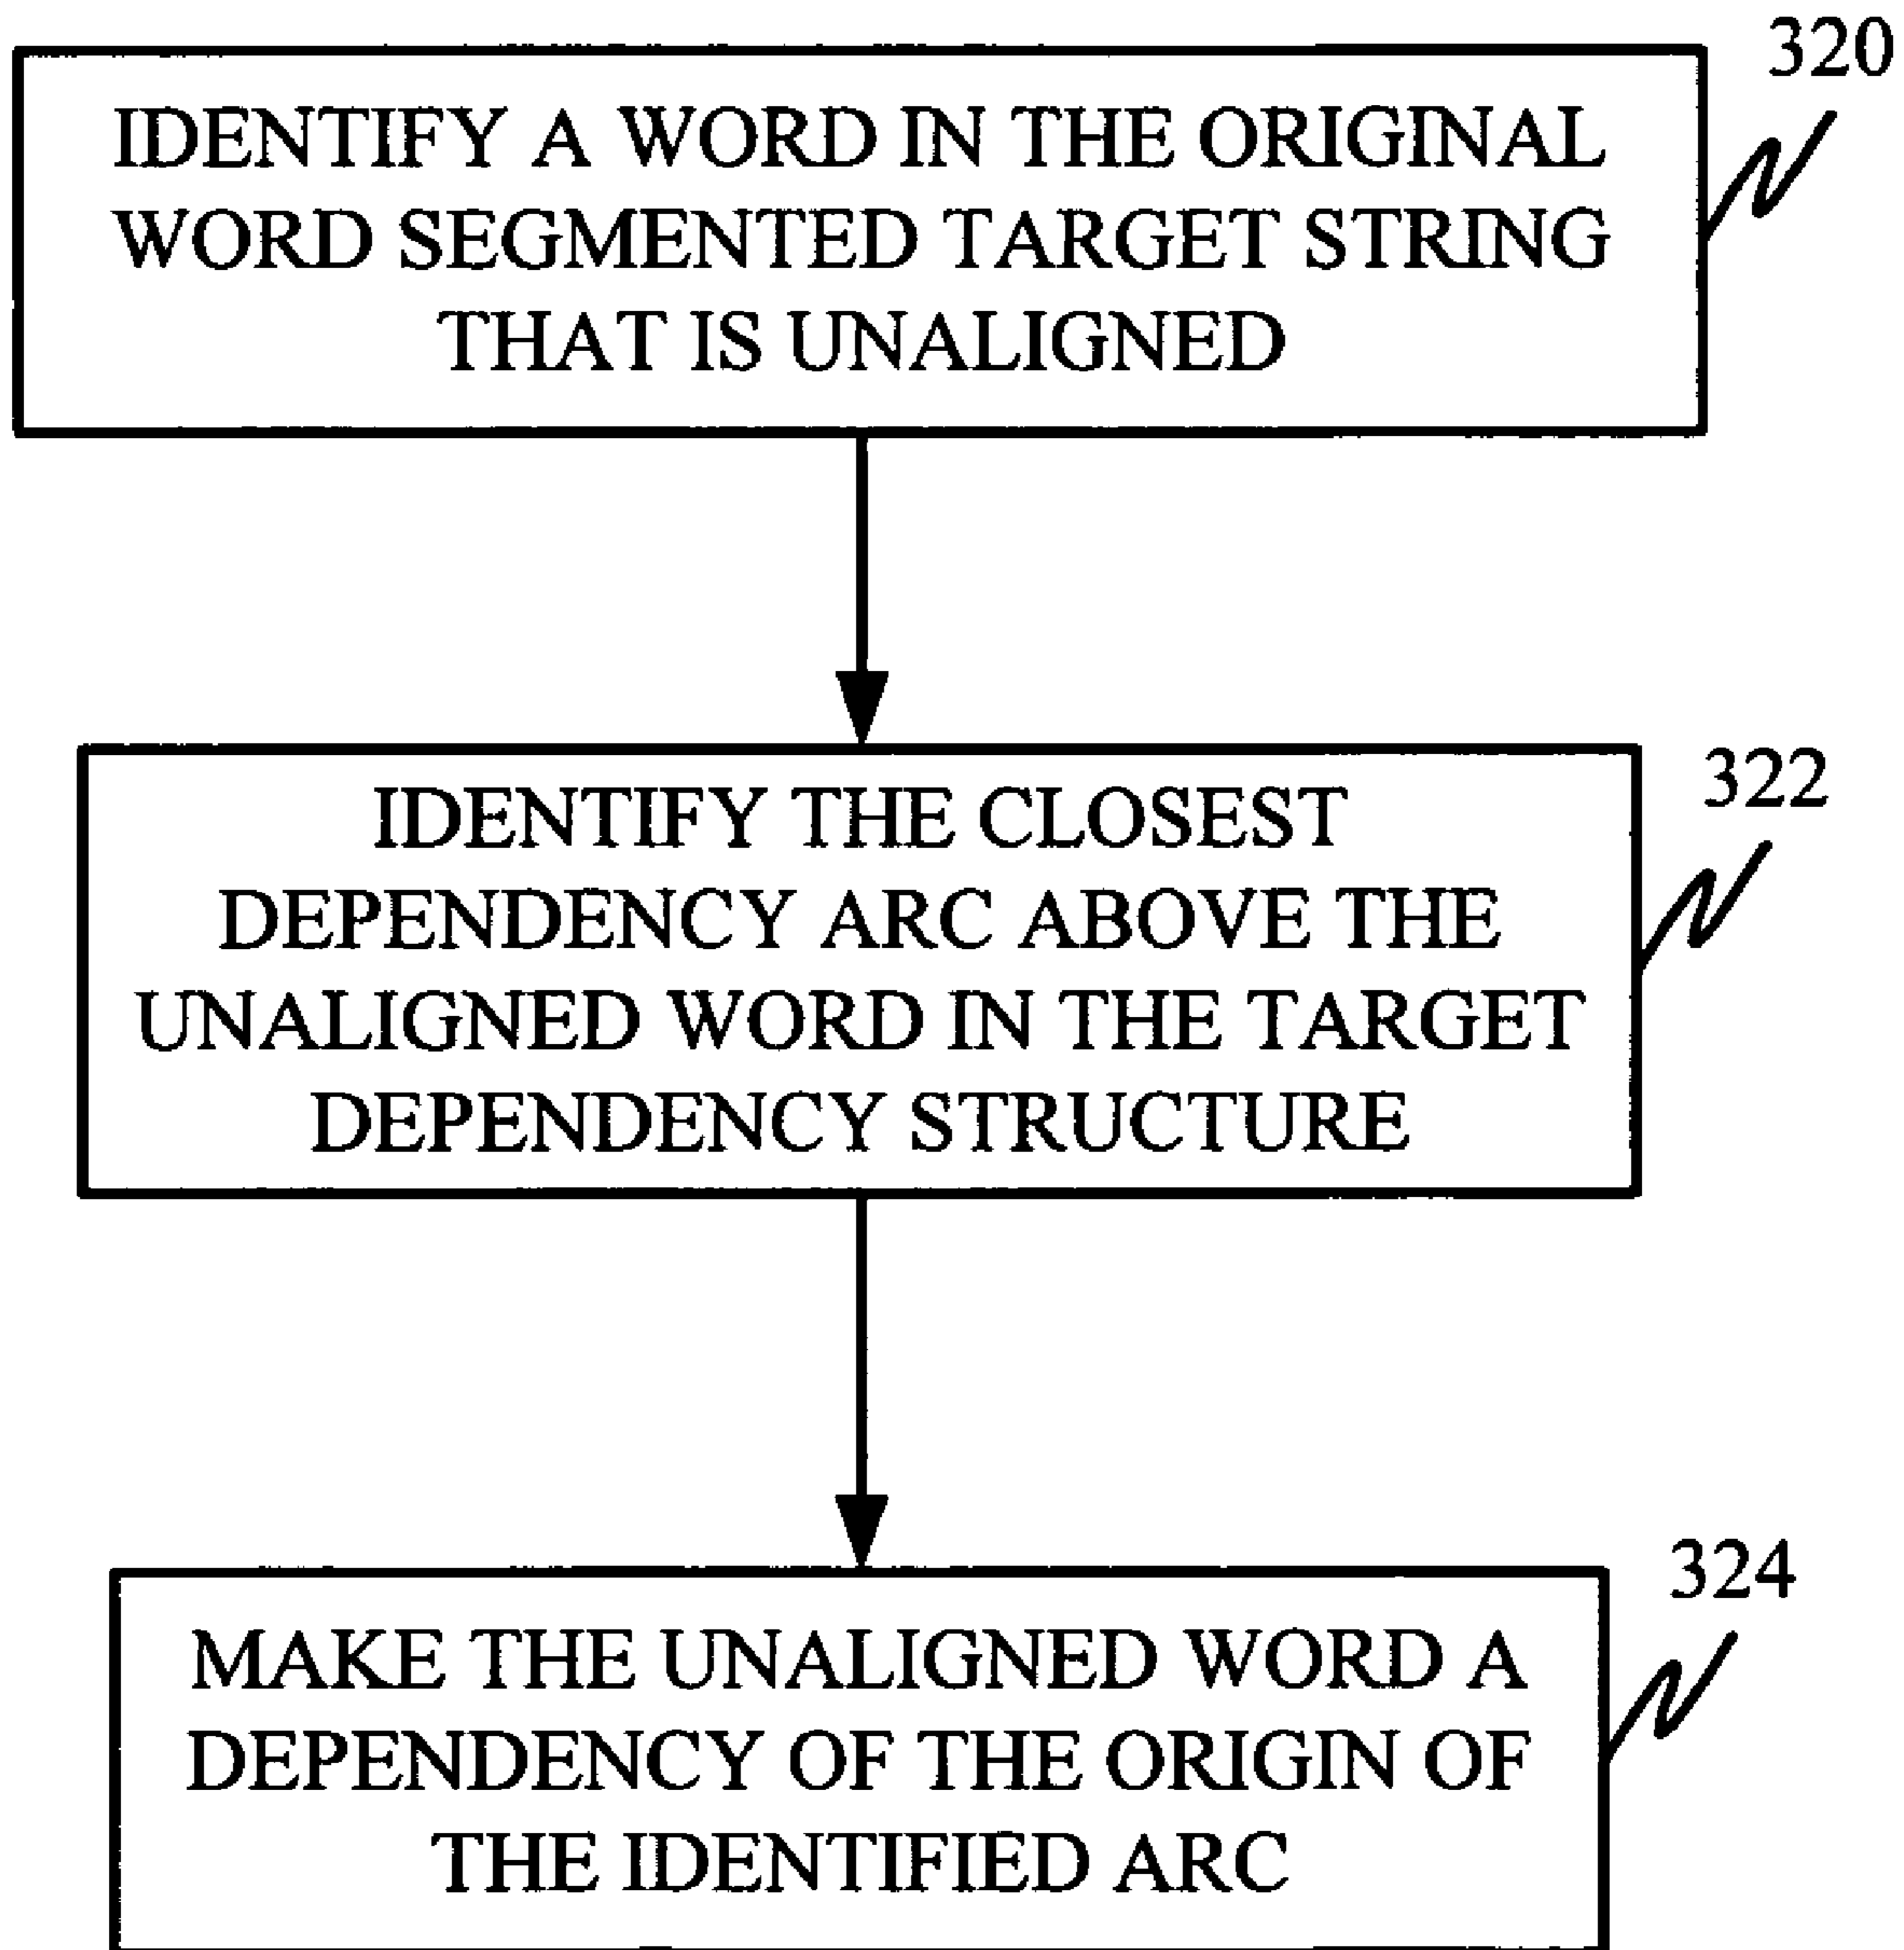 320
IDENTIFY A WORD IN THE ORIGINAL
WORD SEGMENTED TARGET STRING
THAT IS UNALIGNED
322
IDENTIFY THE CLOSEST
DEPENDENCY ARC ABOVE THE
UNALIGNED WORD IN THE TARGET
DEPENDENCY STRUCTURE
324
MAKE THE UNALIGNED WORD A
DEPENDENCY OF THE ORIGIN OF
THE IDENTIFIED ARC